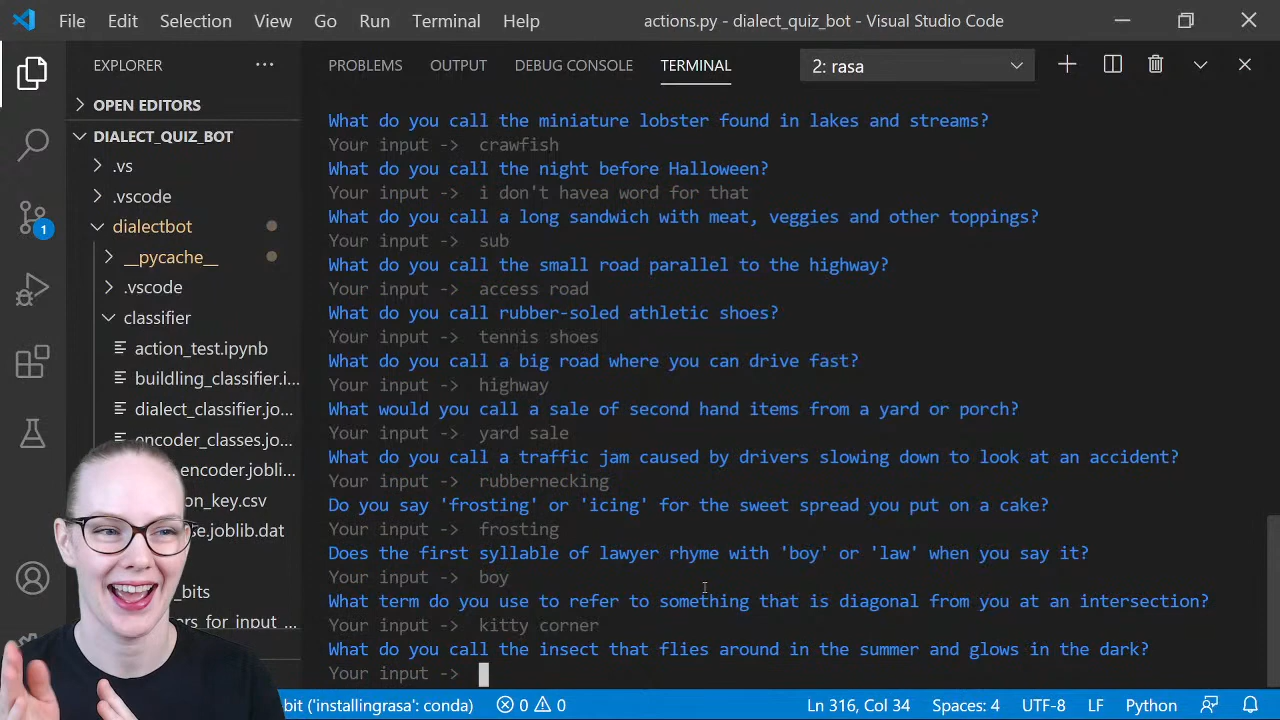 File Edit Selection View Go Run Terminal Help actions.py - dialect_quiz_bot - Visual Studio Code
EXPLORER
PROBLEMS OUTPUT DEBUG CONSOLE TERMINAL 2: rasa
OPEN EDITORS
DIALECT_QUIZ_BOT
.vs
.vscode
dialectbot
__pycache__
.vscode
classifier
action_test.ipynb
buildling_classifier.i...
dialect_classifier.jo...
encoder_classes.jo...
encoder.jobli...
on_key.csv
se.joblib.dat
_bits
ers_for_input_...
What do you call the miniature lobster found in lakes and streams?
Your input -> crawfish
What do you call the night before Halloween?
Your input -> i don't havea word for that
What do you call a long sandwich with meat, veggies and other toppings?
Your input -> sub
What do you call the small road parallel to the highway?
Your input -> access road
What do you call rubber-soled athletic shoes?
Your input -> tennis shoes
What do you call a big road where you can drive fast?
Your input -> highway
What would you call a sale of second hand items from a yard or porch?
Your input -> yard sale
What do you call a traffic jam caused by drivers slowing down to look at an accident?
Your input -> rubbernecking
Do you say 'frosting' or 'icing' for the sweet spread you put on a cake?
Your input -> frosting
Does the first syllable of lawyer rhyme with 'boy' or 'law' when you say it?
Your input -> boy
What term do you use to refer to something that is diagonal from you at an intersection?
Your input -> kitty corner
What do you call the insect that flies around in the summer and glows in the dark?
Your input ->
1
bit ('installingrasa': conda) 0 0 Ln 316, Col 34 Spaces: 4 UTF-8 LF Python